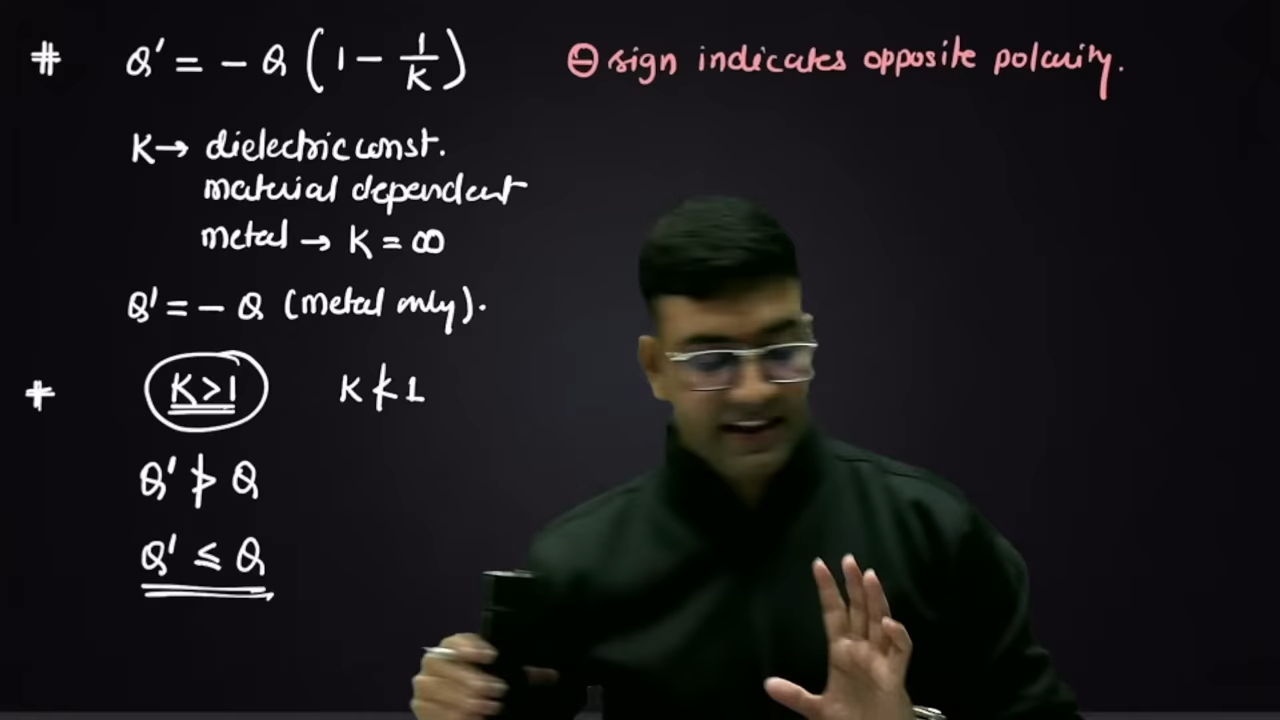 # Q' = - Q (1 - 1/K)
⊖ sign indicates opposite polarity.
K → dielectric const.
material dependent
metal → K = ∞
Q' = - Q (metal only).
* K > 1 K ≮ 1
Q' ≯ Q
Q' ≤ Q